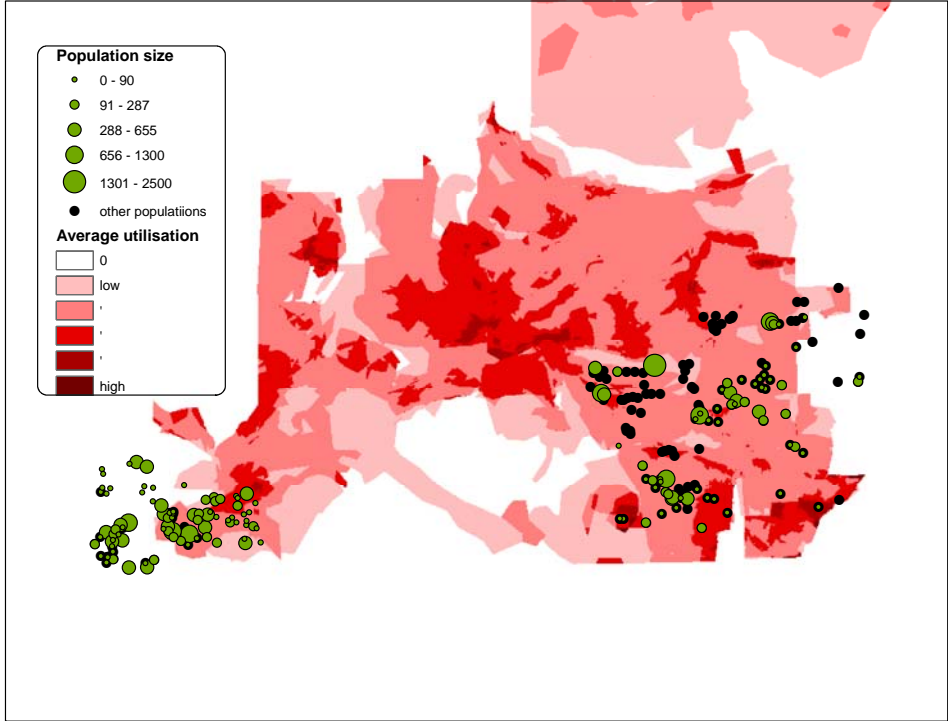 Population size
0 - 90
91 - 287
288 - 655
656 - 1300
1301 - 2500
other populatiions
Average utilisation
0
low
'
'
'
high